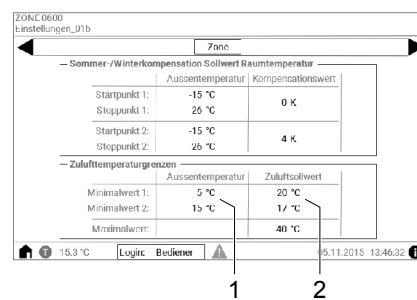 ZONE 0600
Einstellungen_01b
Zone
Sommer-/Winterkompensation Sollwert Raumtemperatur
Aussentemperatur Kompensationswert
Startpunkt 1: -15 °C
0 K
Stoppunkt 1: 26 °C
Startpunkt 2: -15 °C
4 K
Stoppunkt 2: 26 °C
Zulufttemperaturgrenzen
Aussentemperatur Zuluftsollwert
Minimalwert 1: 5 °C 20 °C
Minimalwert 2: 15 °C 17 °C
Maximalwert: 40 °C
T 15.3 °C Login: Bediener 05.11.2015 13:46:32
1 2